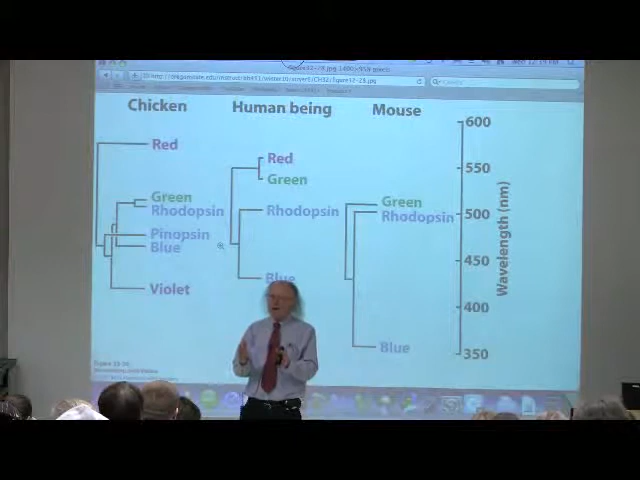 Chicken
Human being
Mouse
600
Red
Red
550
Green
Green
Green
Rhodopsin
Rhodopsin
Rhodopsin
500
Pinopsin
Blue
450
Blue
Violet
400
Blue
350
Wavelength (nm)